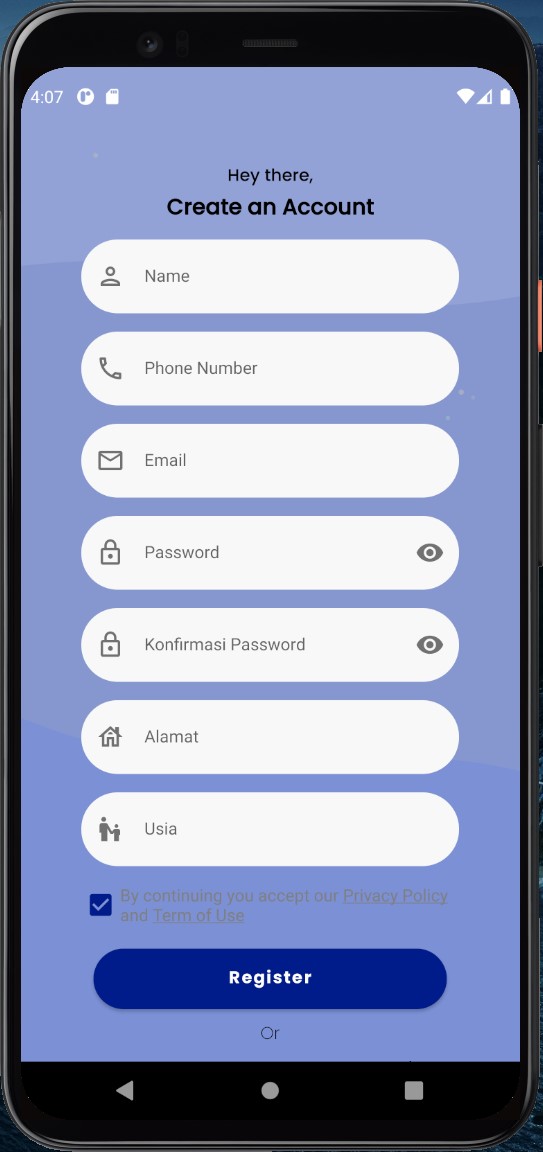 4:07
Hey there,
Create an Account
Name
Phone Number
Email
Password
Konfirmasi Password
Alamat
Usia
By continuing you accept our Privacy Policy
and Term of Use
Register
Or